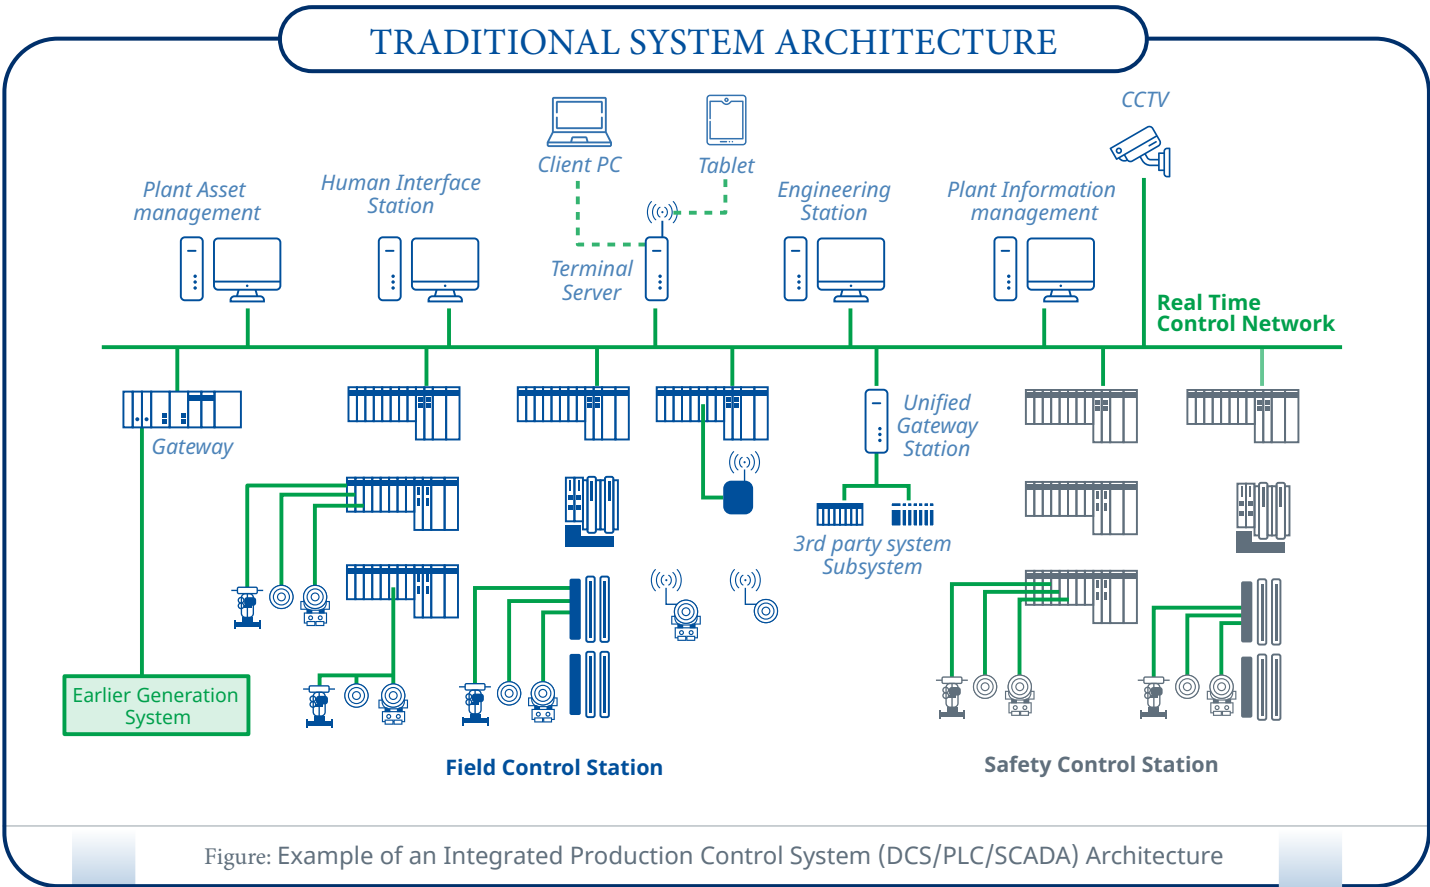 TRADITIONAL SYSTEM ARCHITECTURE
CCTV
Client PC
Tablet
Plant Asset
management
Human Interface
Station
Engineering
Station
Plant Information
management
Terminal
Server
Real Time
Control Network
Gateway
Unified
Gateway
Station
3rd party system
Subsystem
Earlier Generation
System
Field Control Station
Safety Control Station
Figure: Example of an Integrated Production Control System (DCS/PLC/SCADA) Architecture